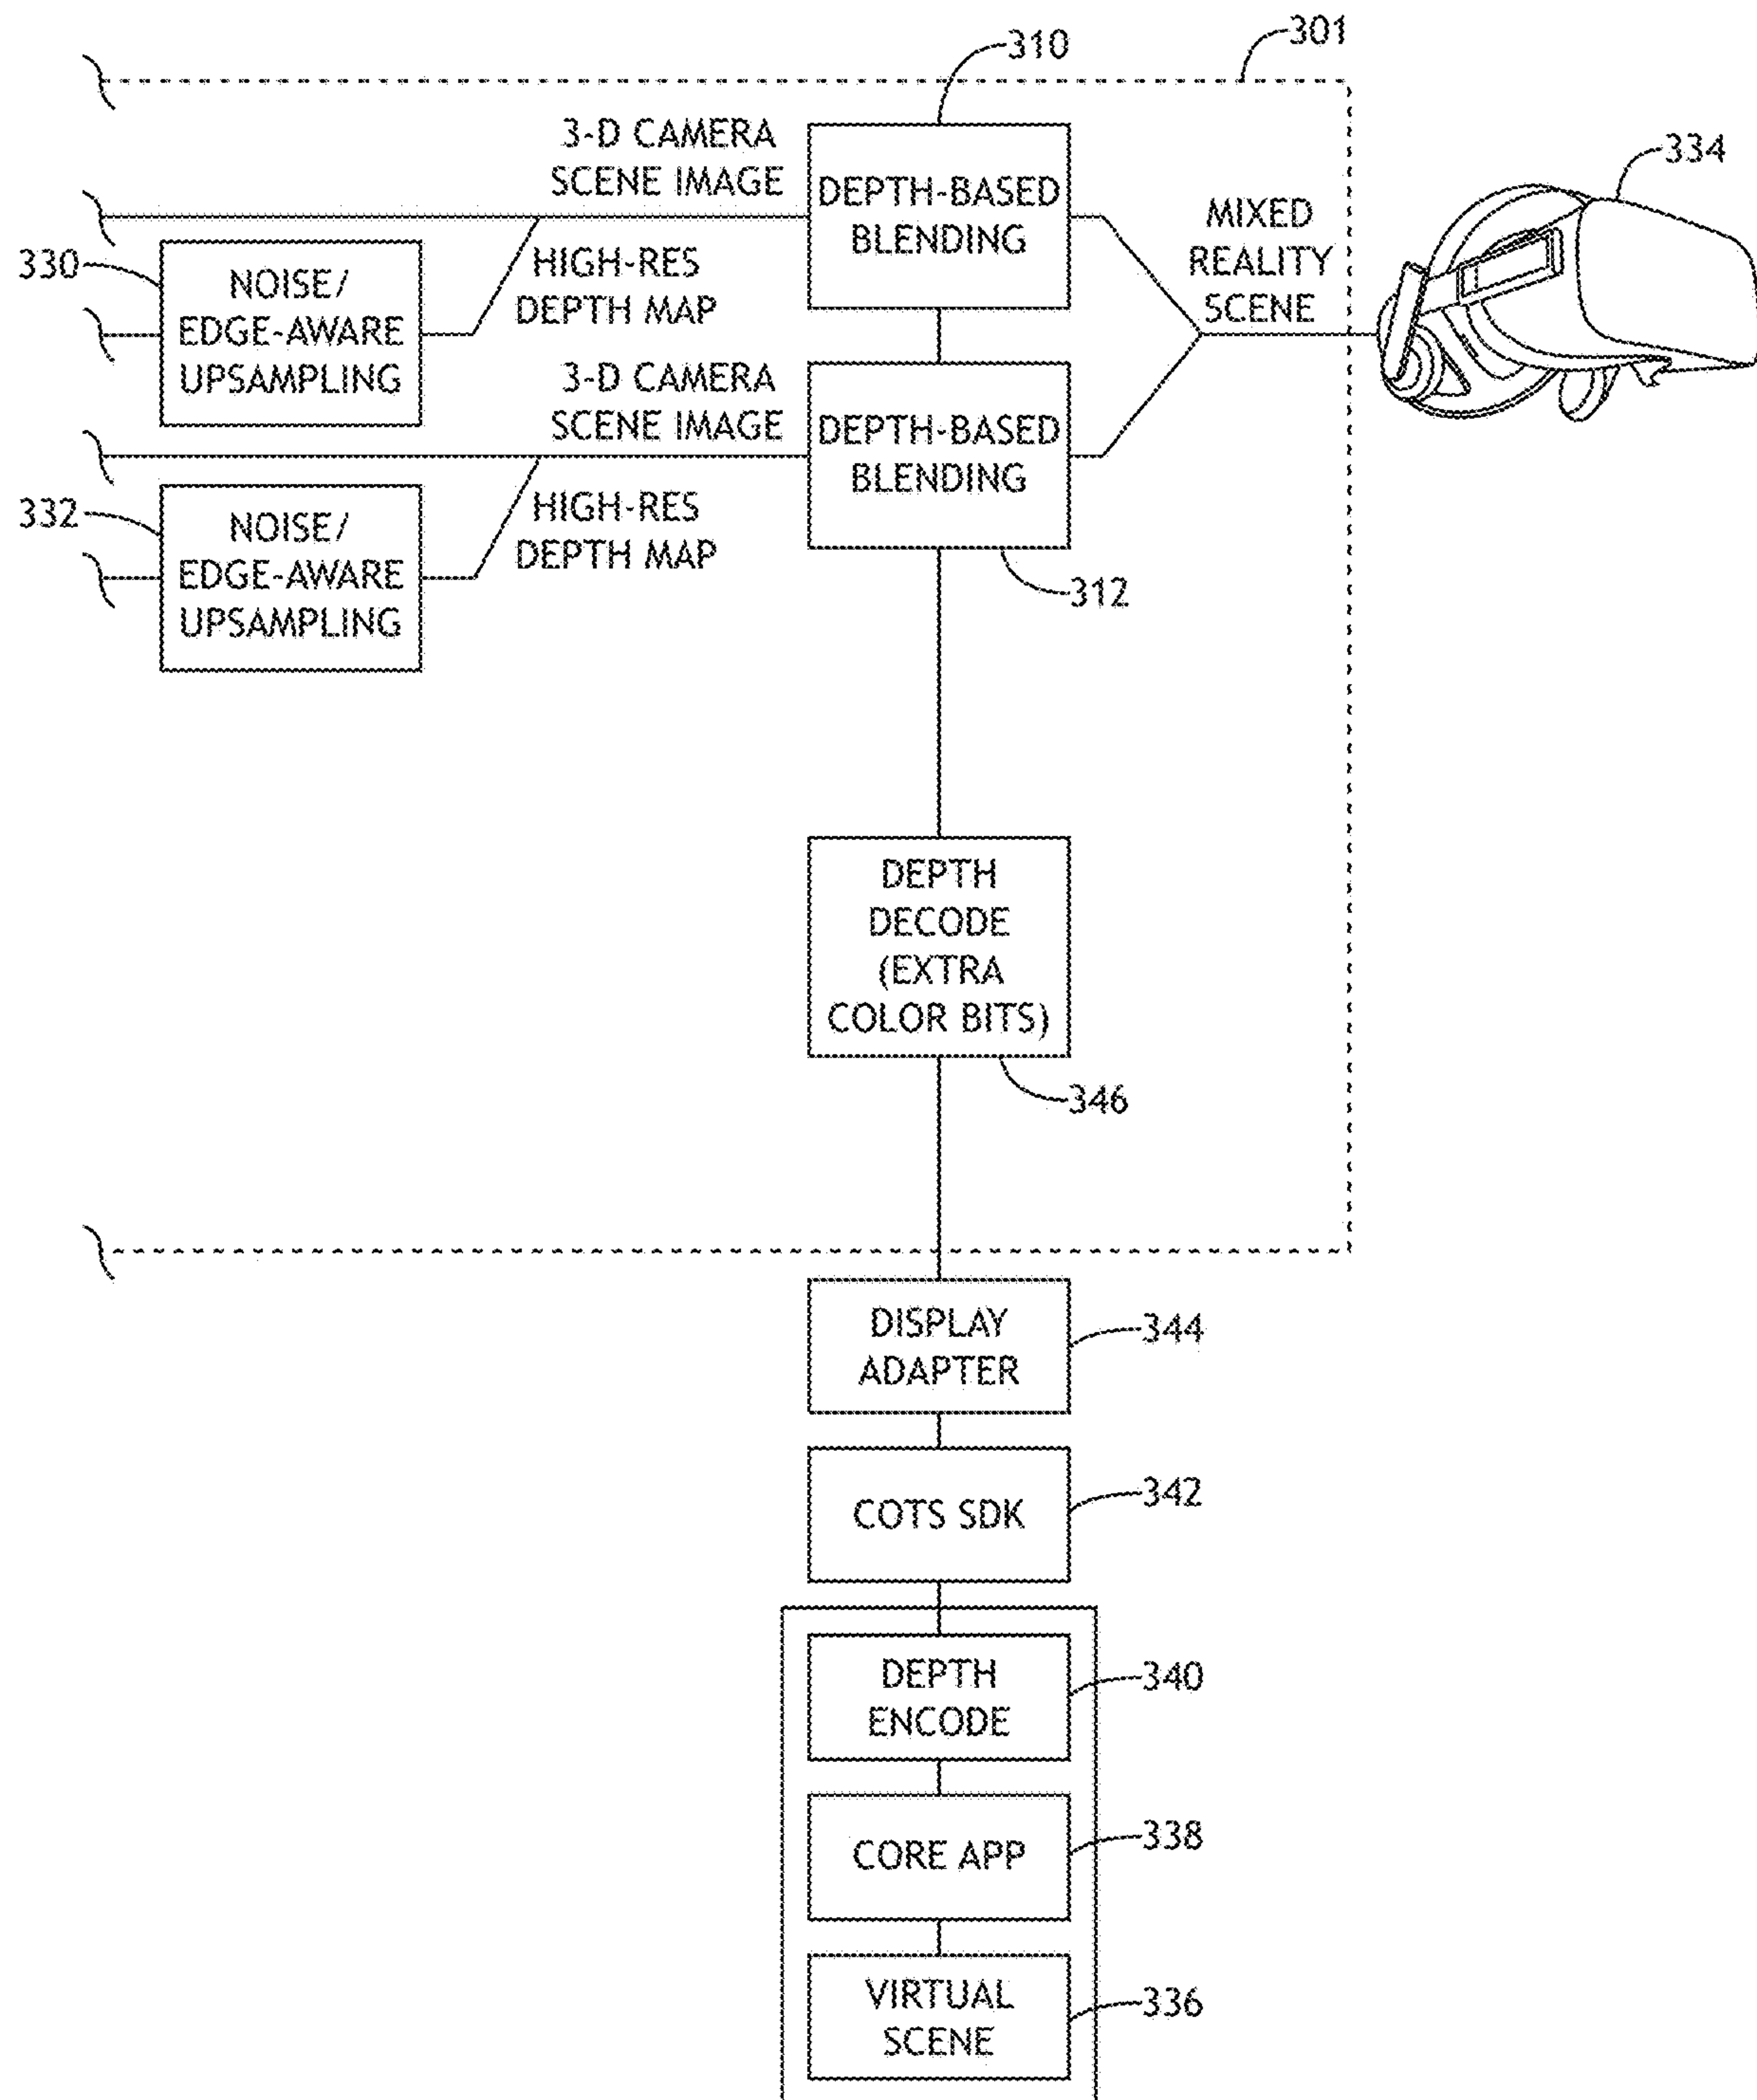 310
301
3-D CAMERA
SCENE IMAGE
DEPTH-BASED
BLENDING
334
MIXED
REALITY
SCENE
330
NOISE/
EDGE-AWARE
UPSAMPLING
HIGH-RES
DEPTH MAP
3-D CAMERA
SCENE IMAGE
DEPTH-BASED
BLENDING
332
NOISE/
EDGE-AWARE
UPSAMPLING
HIGH-RES
DEPTH MAP
312
DEPTH
DECODE
(EXTRA
COLOR BITS)
346
DISPLAY
ADAPTER
344
COTS SDK
342
DEPTH
ENCODE
340
CORE APP
338
VIRTUAL
SCENE
336